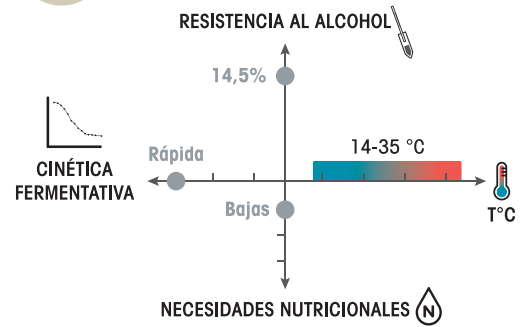 RESISTENCIA AL ALCOHOL
14,5%
14-35 °C
Rápida
CINÉTICA
FERMENTATIVA
T°C
Bajas
NECESIDADES NUTRICIONALES
N